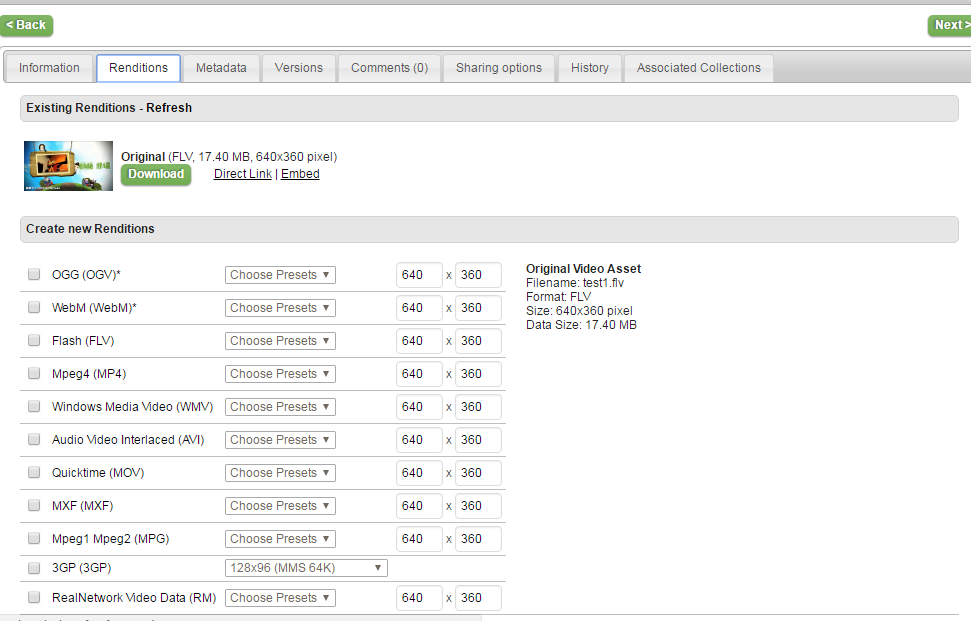 < Back
Next >
Information
Renditions
Metadata
Versions
Comments (0)
Sharing options
History
Associated Collections
Existing Renditions - Refresh
Original (FLV, 17.40 MB, 640x360 pixel)
Download
Direct Link | Embed
Create new Renditions
OGG (OGV)* Choose Presets ▼ 640 x 360
WebM (WebM)* Choose Presets ▼ 640 x 360
Flash (FLV) Choose Presets ▼ 640 x 360
Mpeg4 (MP4) Choose Presets ▼ 640 x 360
Windows Media Video (WMV) Choose Presets ▼ 640 x 360
Audio Video Interlaced (AVI) Choose Presets ▼ 640 x 360
Quicktime (MOV) Choose Presets ▼ 640 x 360
MXF (MXF) Choose Presets ▼ 640 x 360
Mpeg1 Mpeg2 (MPG) Choose Presets ▼ 640 x 360
3GP (3GP) 128x96 (MMS 64K) ▼
RealNetwork Video Data (RM) Choose Presets ▼ 640 x 360
Original Video Asset
Filename: test1.flv
Format: FLV
Size: 640x360 pixel
Data Size: 17.40 MB